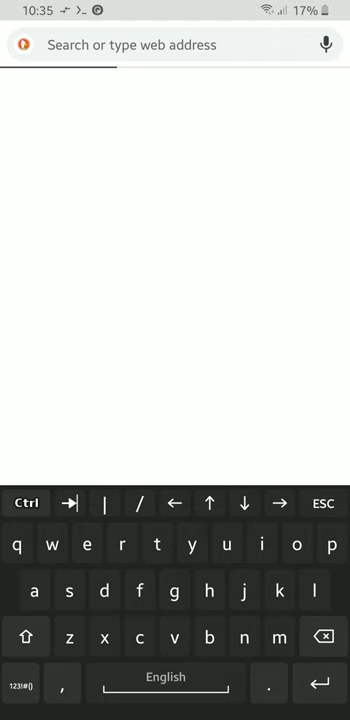 10:35 17%
Search or type web address
Ctrl | / ← ↑ ↓ → ESC
q w e r t y u i o p
a s d f g h j k l
z x c v b n m
123!#() , English .